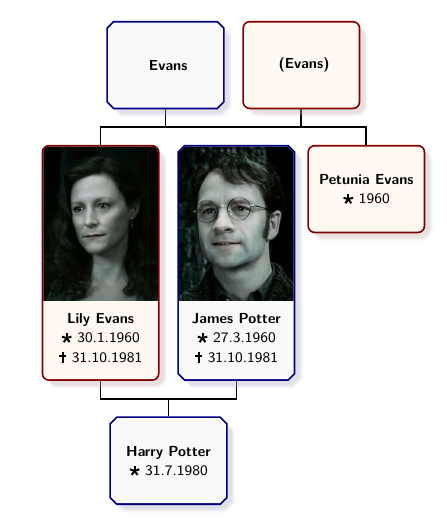 Evans
(Evans)
Petunia Evans
★ 1960
Lily Evans
★ 30.1.1960
✝ 31.10.1981
James Potter
★ 27.3.1960
✝ 31.10.1981
Harry Potter
★ 31.7.1980